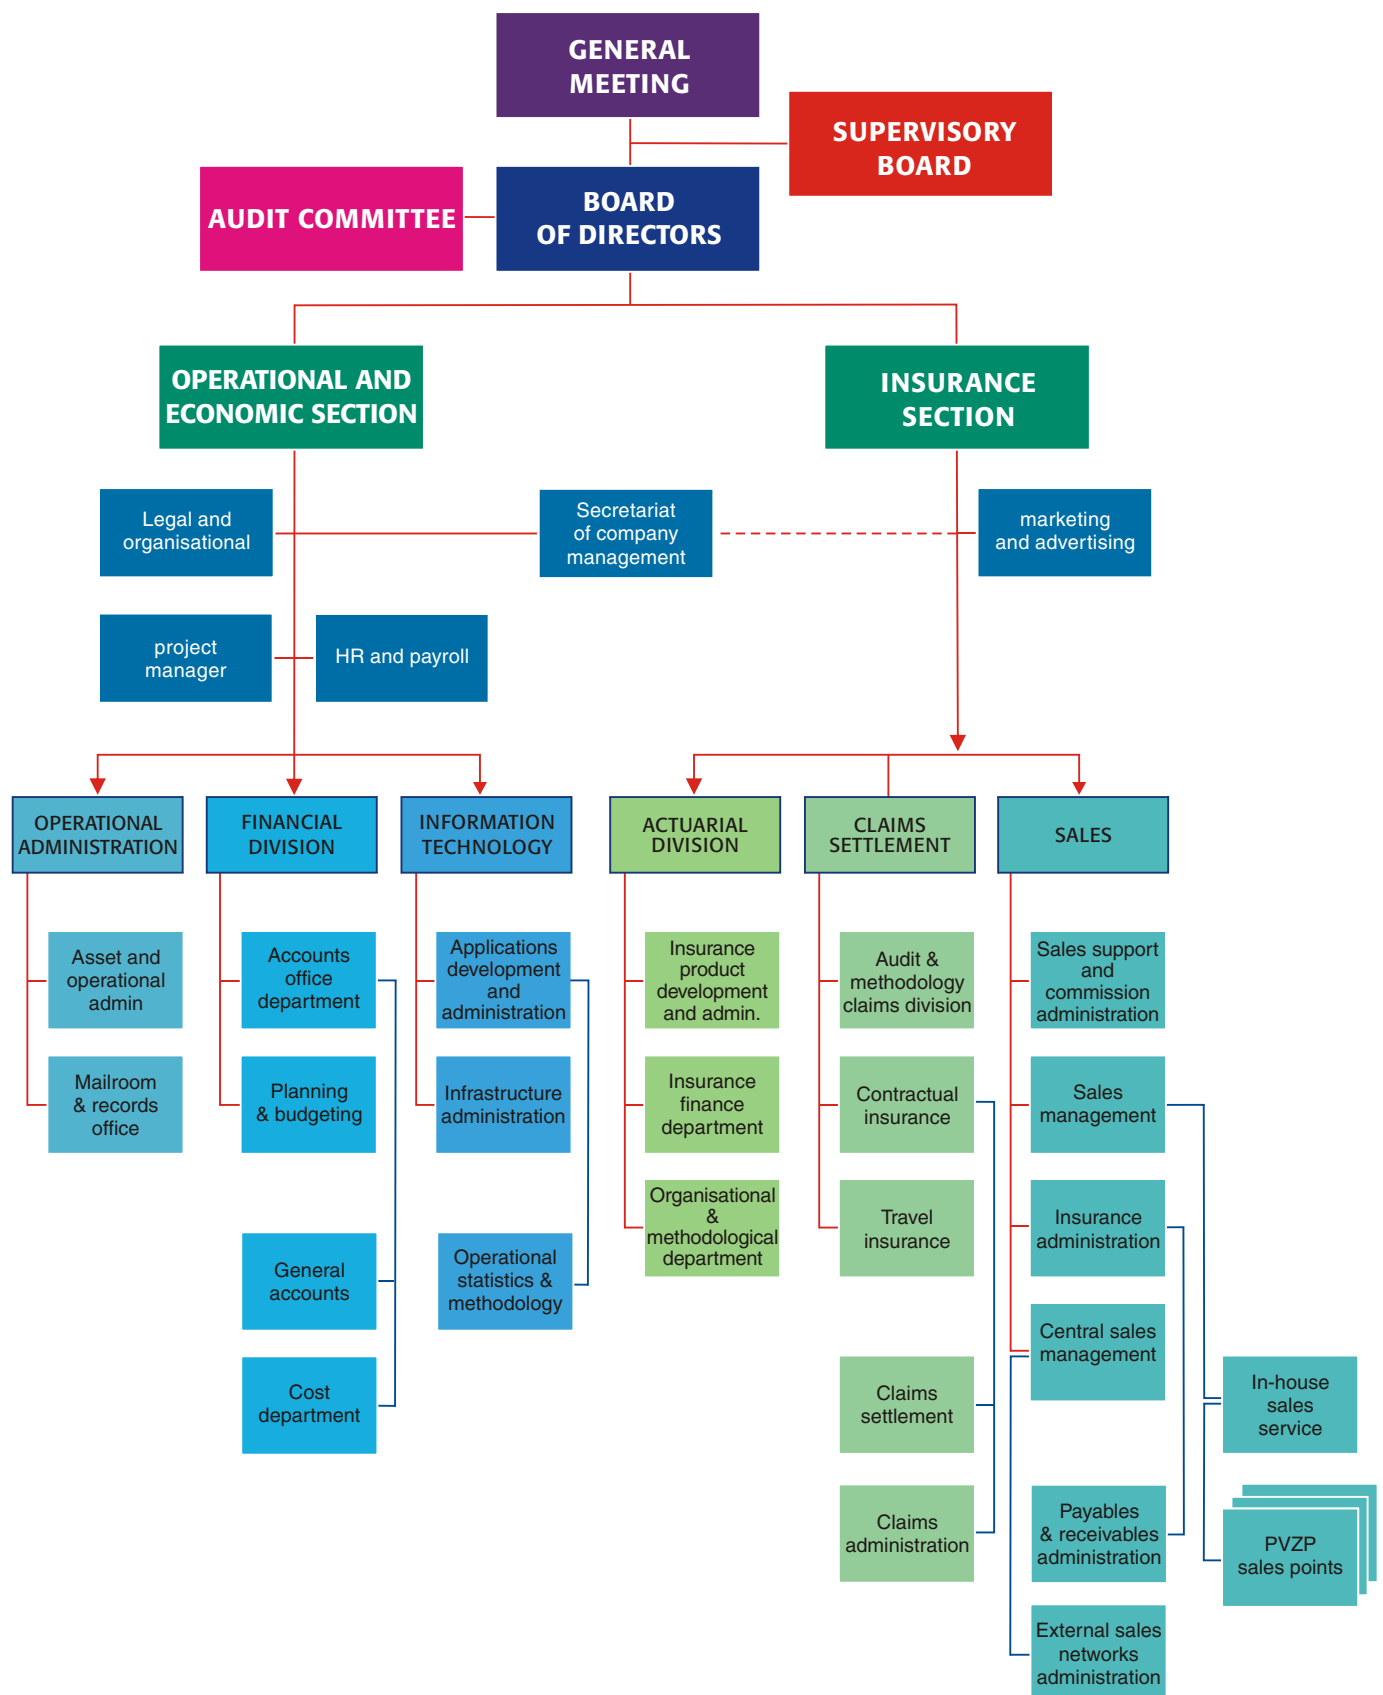 GENERAL
MEETING
SUPERVISORY
BOARD
AUDIT COMMITTEE
BOARD
OF DIRECTORS
OPERATIONAL AND
ECONOMIC SECTION
INSURANCE
SECTION
Legal and
organisational
Secretariat
of company
management
marketing
and advertising
project
manager
HR and payroll
OPERATIONAL
ADMINISTRATION
FINANCIAL
DIVISION
INFORMATION
TECHNOLOGY
ACTUARIAL
DIVISION
CLAIMS
SETTLEMENT
SALES
Asset and
operational
admin
Accounts
office
department
Applications
development
and
administration
Insurance
product
development
and admin.
Audit &
methodology
claims division
Sales support
and
commission
administration
Mailroom
& records
office
Planning
& budgeting
Infrastructure
administration
Insurance
finance
department
Contractual
insurance
Sales
management
Organisational
&
methodological
department
Travel
insurance
Insurance
administration
General
accounts
Operational
statistics &
methodology
Central sales
management
Cost
department
Claims
settlement
In-house
sales
service
Claims
administration
Payables
& receivables
administration
PVZP
sales points
External sales
networks
administration